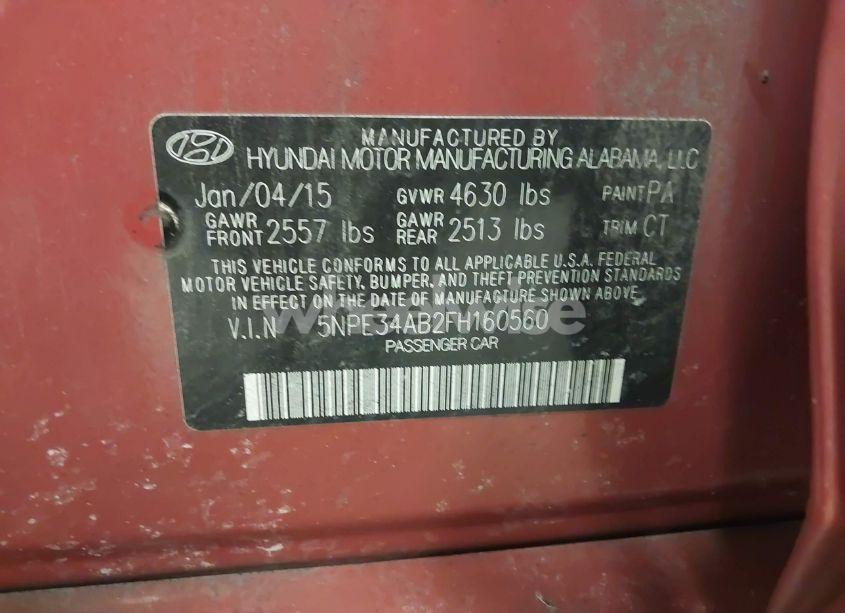 MANUFACTURED BY
HYUNDAI MOTOR MANUFACTURING ALABAMA, LLC
Jan/04/15 GVWR 4630 lbs PAINT PA
GAWR FRONT 2557 lbs GAWR REAR 2513 lbs TRIM CT
THIS VEHICLE CONFORMS TO ALL APPLICABLE U.S.A. FEDERAL
MOTOR VEHICLE SAFETY, BUMPER, AND THEFT PREVENTION STANDARDS
IN EFFECT ON THE DATE OF MANUFACTURE SHOWN ABOVE
V.I.N 5NPE34AB2FH160560
PASSENGER CAR